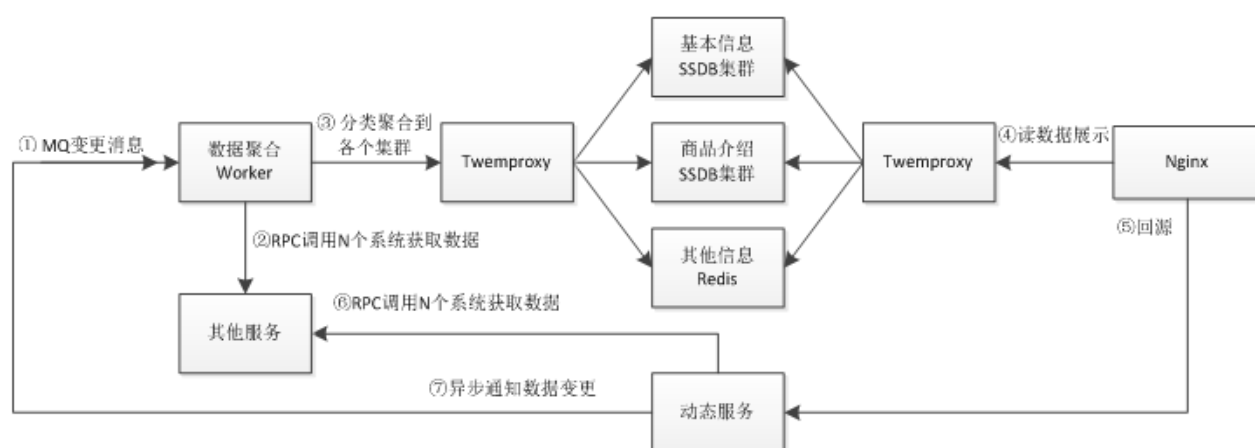 基本信息
SSDB集群
① MQ变更消息
数据聚合
Worker
③ 分类聚合到
各个集群
Twemproxy
商品介绍
SSDB集群
Twemproxy
④读数据展示
Nginx
②RPC调用N个系统获取数据
⑤回源
其他信息
Redis
⑥RPC调用N个系统获取数据
其他服务
⑦异步通知数据变更
动态服务